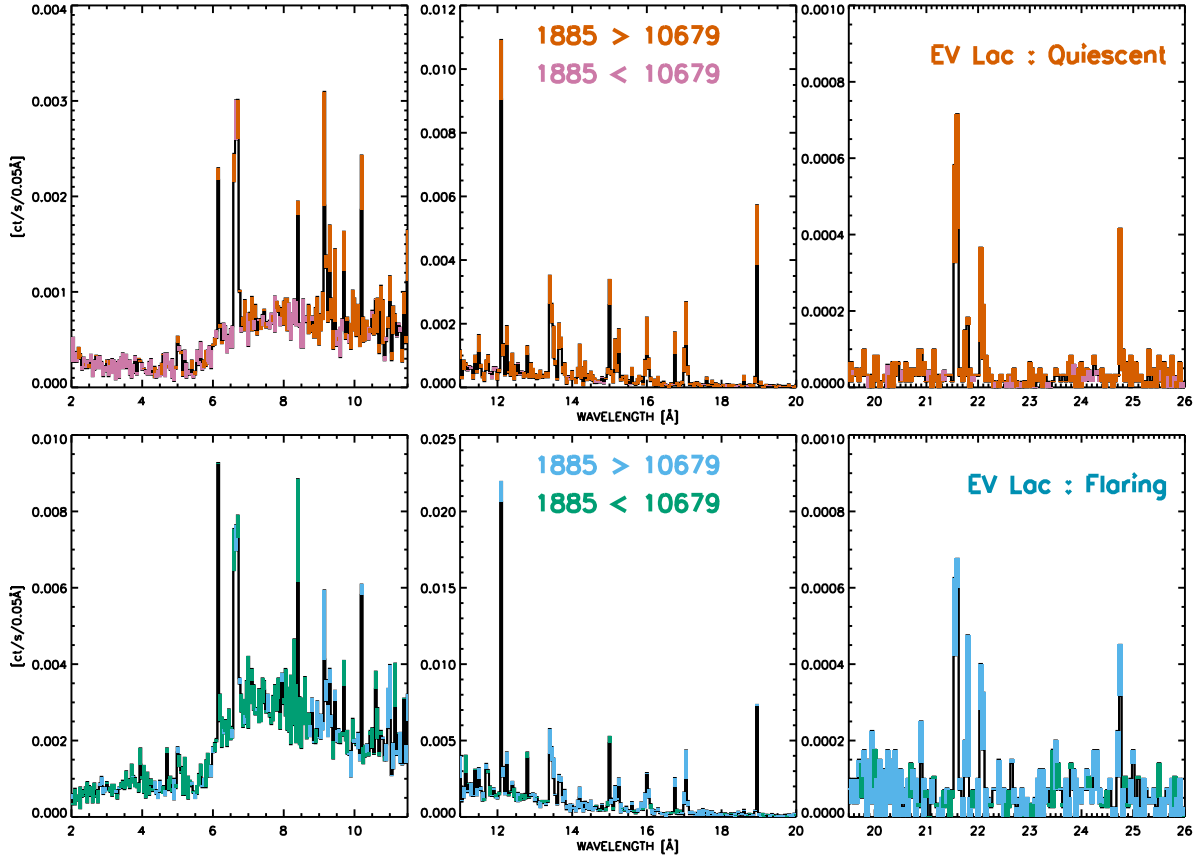 0.004
0.003
0.002
0.001
0.000
[ct/s/0.05Å]
2 4 6 8 10
0.012
0.010
0.008
0.006
0.004
0.002
0.000
1885 > 10679
1885 < 10679
12 14 16 18 20
WAVELENGTH [Å]
0.0010
0.0008
0.0006
0.0004
0.0002
0.0000
EV Lac : Quiescent
20 21 22 23 24 25 26
0.010
0.008
0.006
0.004
0.002
0.000
[ct/s/0.05Å]
2 4 6 8 10
0.025
0.020
0.015
0.010
0.005
0.000
1885 > 10679
1885 < 10679
12 14 16 18 20
WAVELENGTH [Å]
0.0010
0.0008
0.0006
0.0004
0.0002
0.0000
EV Lac : Flaring
20 21 22 23 24 25 26